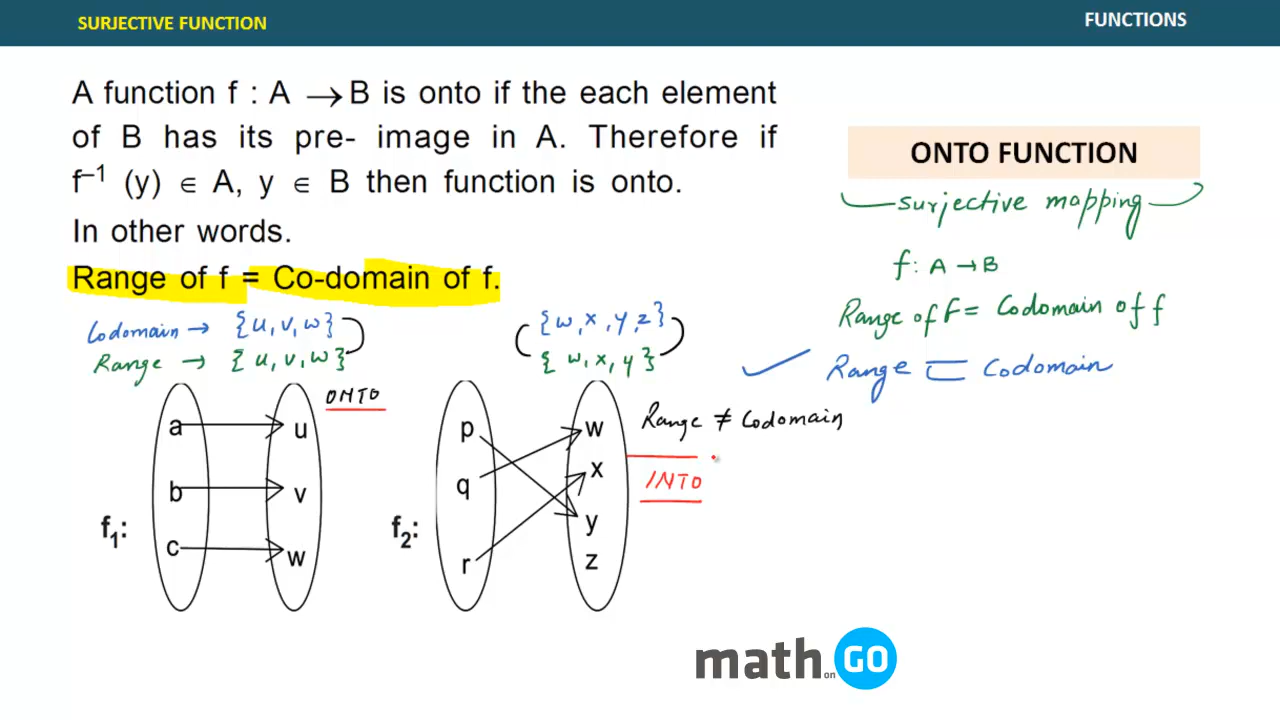 SURJECTIVE FUNCTION
FUNCTIONS
A function f : A → B is onto if the each element
of B has its pre- image in A. Therefore if
f⁻¹ (y) ∈ A, y ∈ B then function is onto.
In other words.
Range of f = Co-domain of f.
ONTO FUNCTION
surjective mapping
f: A → B
Range of F = Codomain of f
Range ⊏ Codomain
Codomain → {u, v, w}
Range → {u, v, w}
{w, x, y, z}
{w, x, y}
ONTO
Range ≠ Codomain
INTO
f₁:
a
b
c
u
v
w
f₂:
p
q
r
w
x
y
z
math on GO